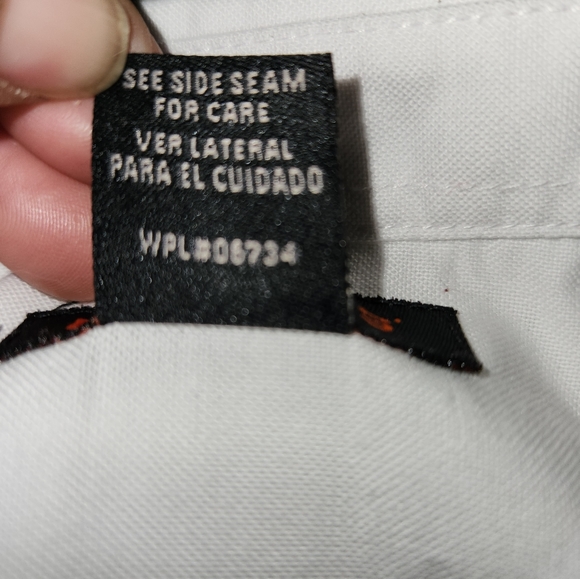 SEE SIDE SEAM
FOR CARE
VER LATERAL
PARA EL CUIDADO
WPL#06734